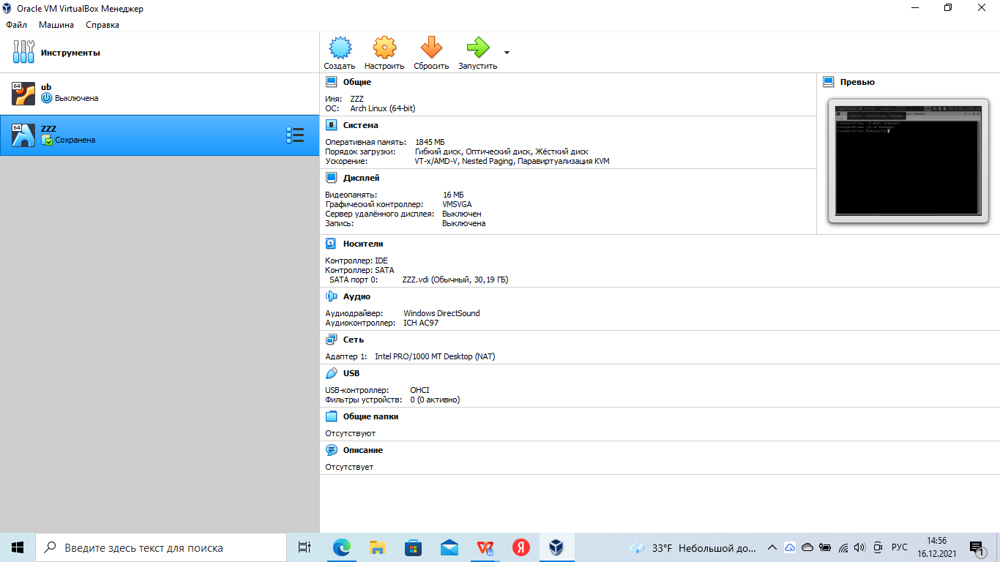 Oracle VM VirtualBox Менеджер
Файл Машина Справка
Инструменты
Создать Настроить Сбросить Запустить
64
ub
Выключена
64
ZZZ
Сохранена
Общие
Имя: ZZZ
ОС: Arch Linux (64-bit)
Система
Оперативная память: 1845 МБ
Порядок загрузки: Гибкий диск, Оптический диск, Жёсткий диск
Ускорение: VT-x/AMD-V, Nested Paging, Паравиртуализация KVM
Дисплей
Видеопамять: 16 МБ
Графический контроллер: VMSVGA
Сервер удалённого дисплея: Выключен
Запись: Выключена
Превью
Носители
Контроллер: IDE
Контроллер: SATA
SATA порт 0: ZZZ.vdi (Обычный, 30,19 ГБ)
Аудио
Аудиодрайвер: Windows DirectSound
Аудиоконтроллер: ICH AC97
Сеть
Адаптер 1: Intel PRO/1000 MT Desktop (NAT)
USB
USB-контроллер: OHCI
Фильтры устройств: 0 (0 активно)
Общие папки
Отсутствуют
Описание
Отсутствует
Введите здесь текст для поиска
33°F Небольшой до...
РУС
14:56
16.12.2021
1